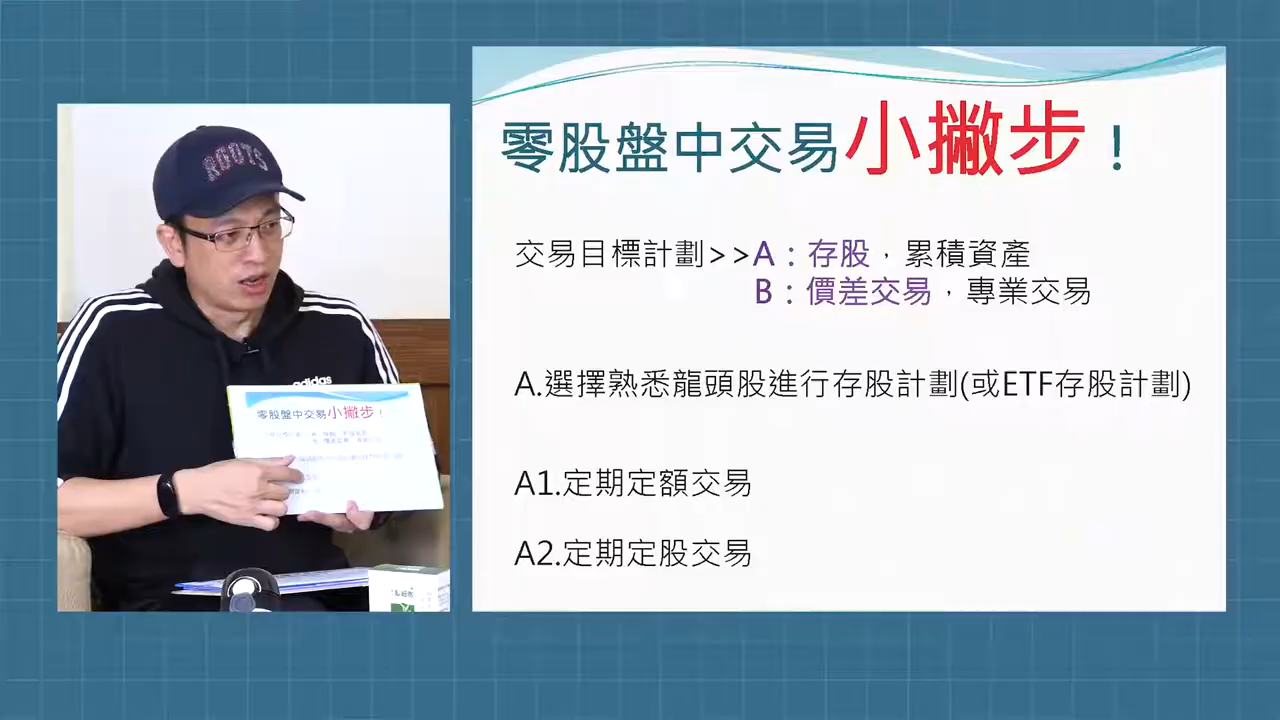 ROOTS
adidas
零股盤中交易小撇步!
零股盤中交易小撇步!
交易目標計劃>>A:存股,累積資產
B:價差交易,專業交易
A.選擇熟悉龍頭股進行存股計劃(或ETF存股計劃)
A1.定期定額交易
A2.定期定股交易